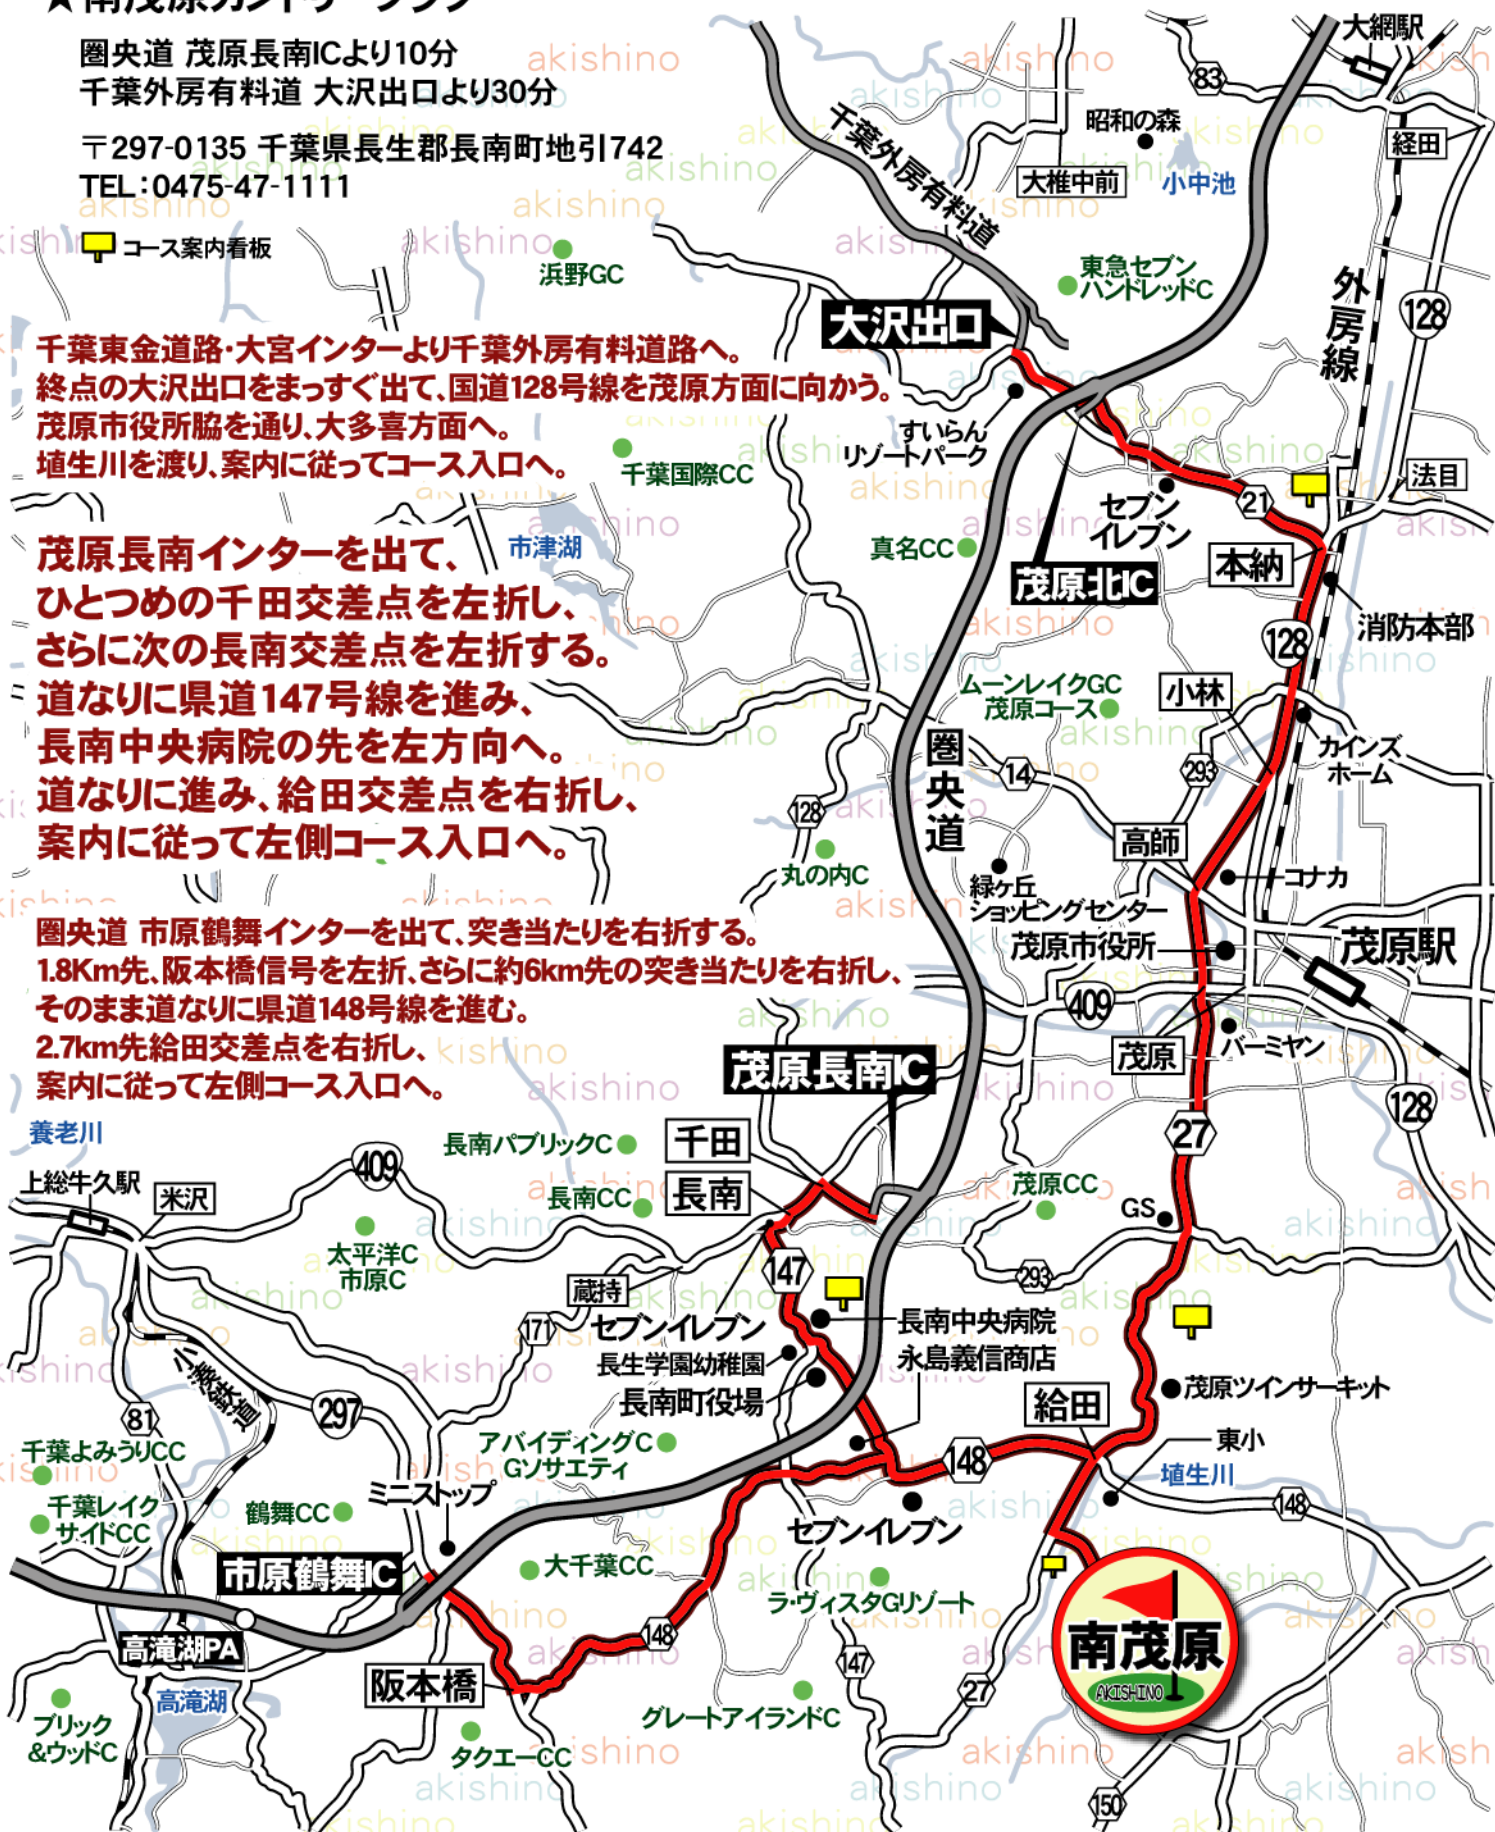 ★南茂原カントリークラブ
圏央道 茂原長南ICより10分
千葉外房有料道 大沢出口より30分
〒297-0135 千葉県長生郡長南町地引742
TEL：0475-47-1111
コース案内看板
千葉東金道路・大宮インターより千葉外房有料道路へ。
終点の大沢出口をまっすぐ出て、国道128号線を茂原方面に向かう。
茂原市役所脇を通り、大多喜方面へ。
埴生川を渡り、案内に従ってコース入口へ。
茂原長南インターを出て、
ひとつめの千田交差点を左折し、
さらに次の長南交差点を左折する。
道なりに県道147号線を進み、
長南中央病院の先を左方向へ。
道なりに進み、給田交差点を右折し、
案内に従って左側コース入口へ。
圏央道 市原鶴舞インターを出て、突き当たりを右折する。
1.8Km先、阪本橋信号を左折、さらに約6km先の突き当たりを右折し、
そのまま道なりに県道148号線を進む。
2.7km先給田交差点を右折し、
案内に従って左側コース入口へ。
大網駅
83
昭和の森
経田
大椎中前
小中池
千葉外房有料道
浜野GC
東急セブン
ハンドレッドC
外房線
128
大沢出口
すいらん
リゾートパーク
千葉国際CC
市津湖
真名CC
セブン
イレブン
21
法目
茂原北IC
本納
消防本部
128
ムーンレイクGC
茂原コース
小林
カインズ
ホーム
圏央道
14
293
128
高師
丸の内C
緑ヶ丘
ショッピングセンター
コナカ
茂原市役所
茂原駅
409
茂原
バーミヤン
茂原長南IC
128
27
養老川
上総牛久駅
米沢
409
長南パブリックC
千田
長南CC
長南
茂原CC
GS
太平洋C
市原C
147
293
蔵持
171
セブンイレブン
長南中央病院
長生学園幼稚園
永島義信商店
長南町役場
茂原ツインサーキット
小湊鉄道
297
81
給田
東小
埴生川
千葉よみうりCC
アバイディングC
Gソサエティ
148
148
千葉レイク
サイドCC
鶴舞CC
ミニストップ
セブンイレブン
市原鶴舞IC
大千葉CC
ラ・ヴィスタGリゾート
高滝湖PA
148
南茂原
AKISHINO
阪本橋
高滝湖
147
27
ブリック
&ウッドC
グレートアイランドC
タクエーCC
150
akishino